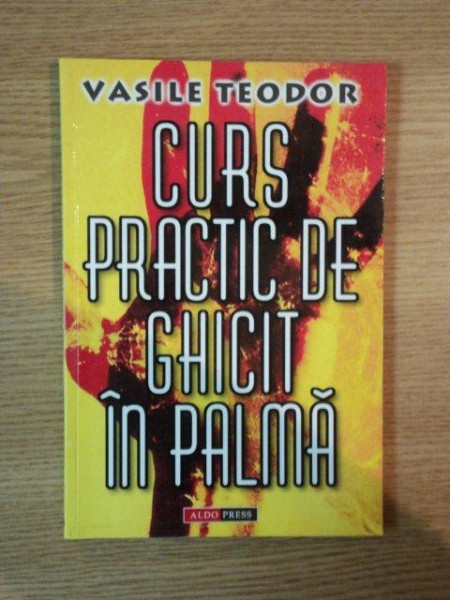 VASILE TEODOR
CURS
PRACTIC DE
GHICIT
ÎN PALMĂ
ALDO PRESS